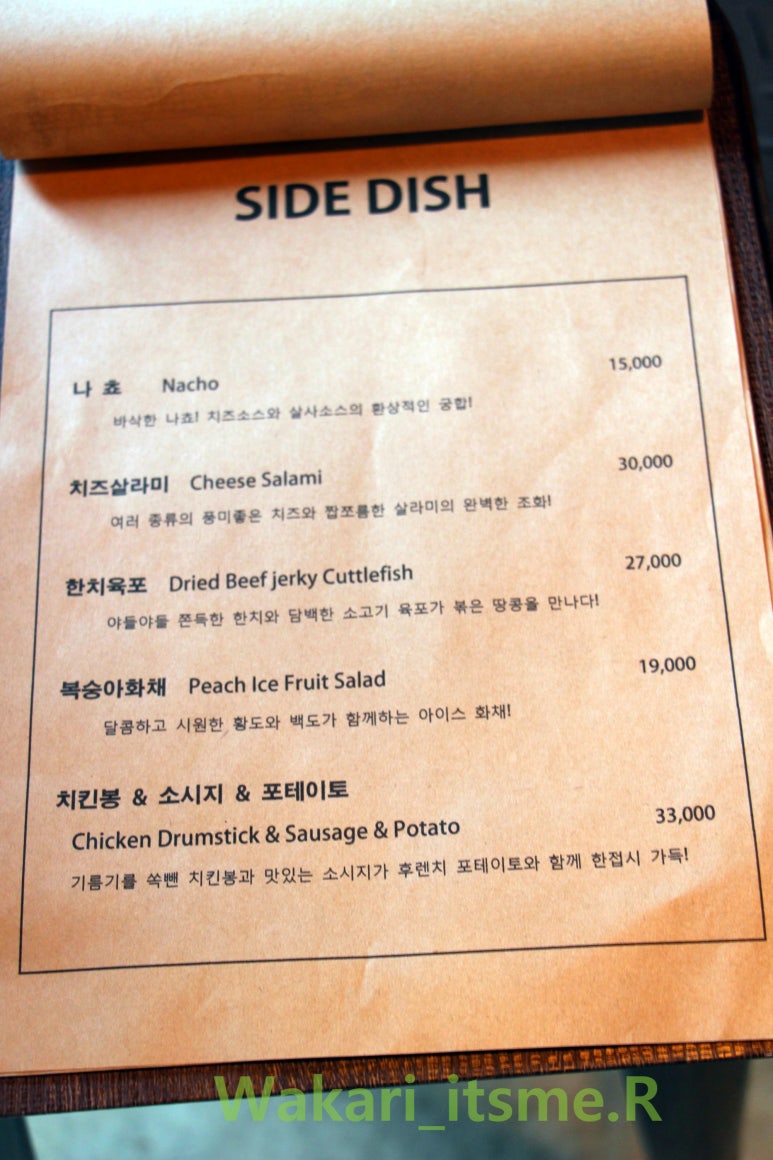 SIDE DISH
나 쵸 Nacho 15,000
바삭한 나쵸! 치즈소스와 살사소스의 환상적인 궁합!
치즈살라미 Cheese Salami 30,000
여러 종류의 풍미좋은 치즈와 짭쪼름한 살라미의 완벽한 조화!
한치육포 Dried Beef jerky Cuttlefish 27,000
야들야들 쫀득한 한치와 담백한 소고기 육포가 볶은 땅콩을 만나다!
복숭아화채 Peach Ice Fruit Salad 19,000
달콤하고 시원한 황도와 백도가 함께하는 아이스 화채!
치킨봉 & 소시지 & 포테이토
Chicken Drumstick & Sausage & Potato 33,000
기름기를 쏙뺀 치킨봉과 맛있는 소시지가 후렌치 포테이토와 함께 한접시 가득!
Wakari_itsme.R